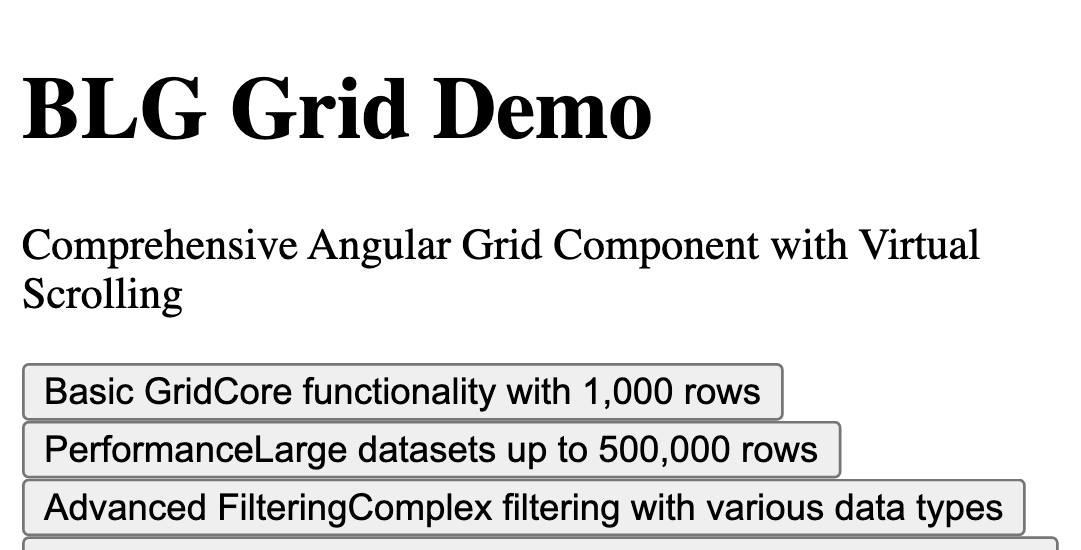 BLG Grid Demo
Comprehensive Angular Grid Component with Virtual
Scrolling
Basic GridCore functionality with 1,000 rows
PerformanceLarge datasets up to 500,000 rows
Advanced FilteringComplex filtering with various data types